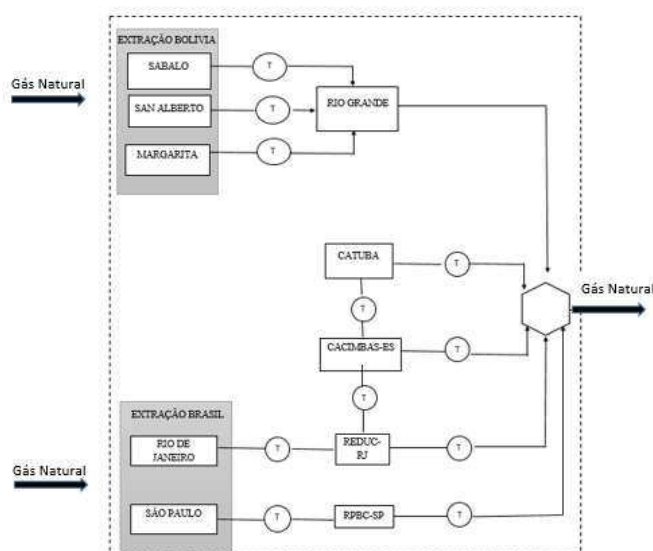 EXTRAÇÃO BOLÍVIA
SABALO
T
Gás Natural
SAN ALBERTO
T
RIO GRANDE
MARGARITA
T
CATUBA
T
T
Gás Natural
CACIMBAS-ES
T
T
EXTRAÇÃO BRASIL
RIO DE
JANEIRO
T
REDUC-
RJ
T
Gás Natural
SÃO PAULO
T
RPBC-SP
T